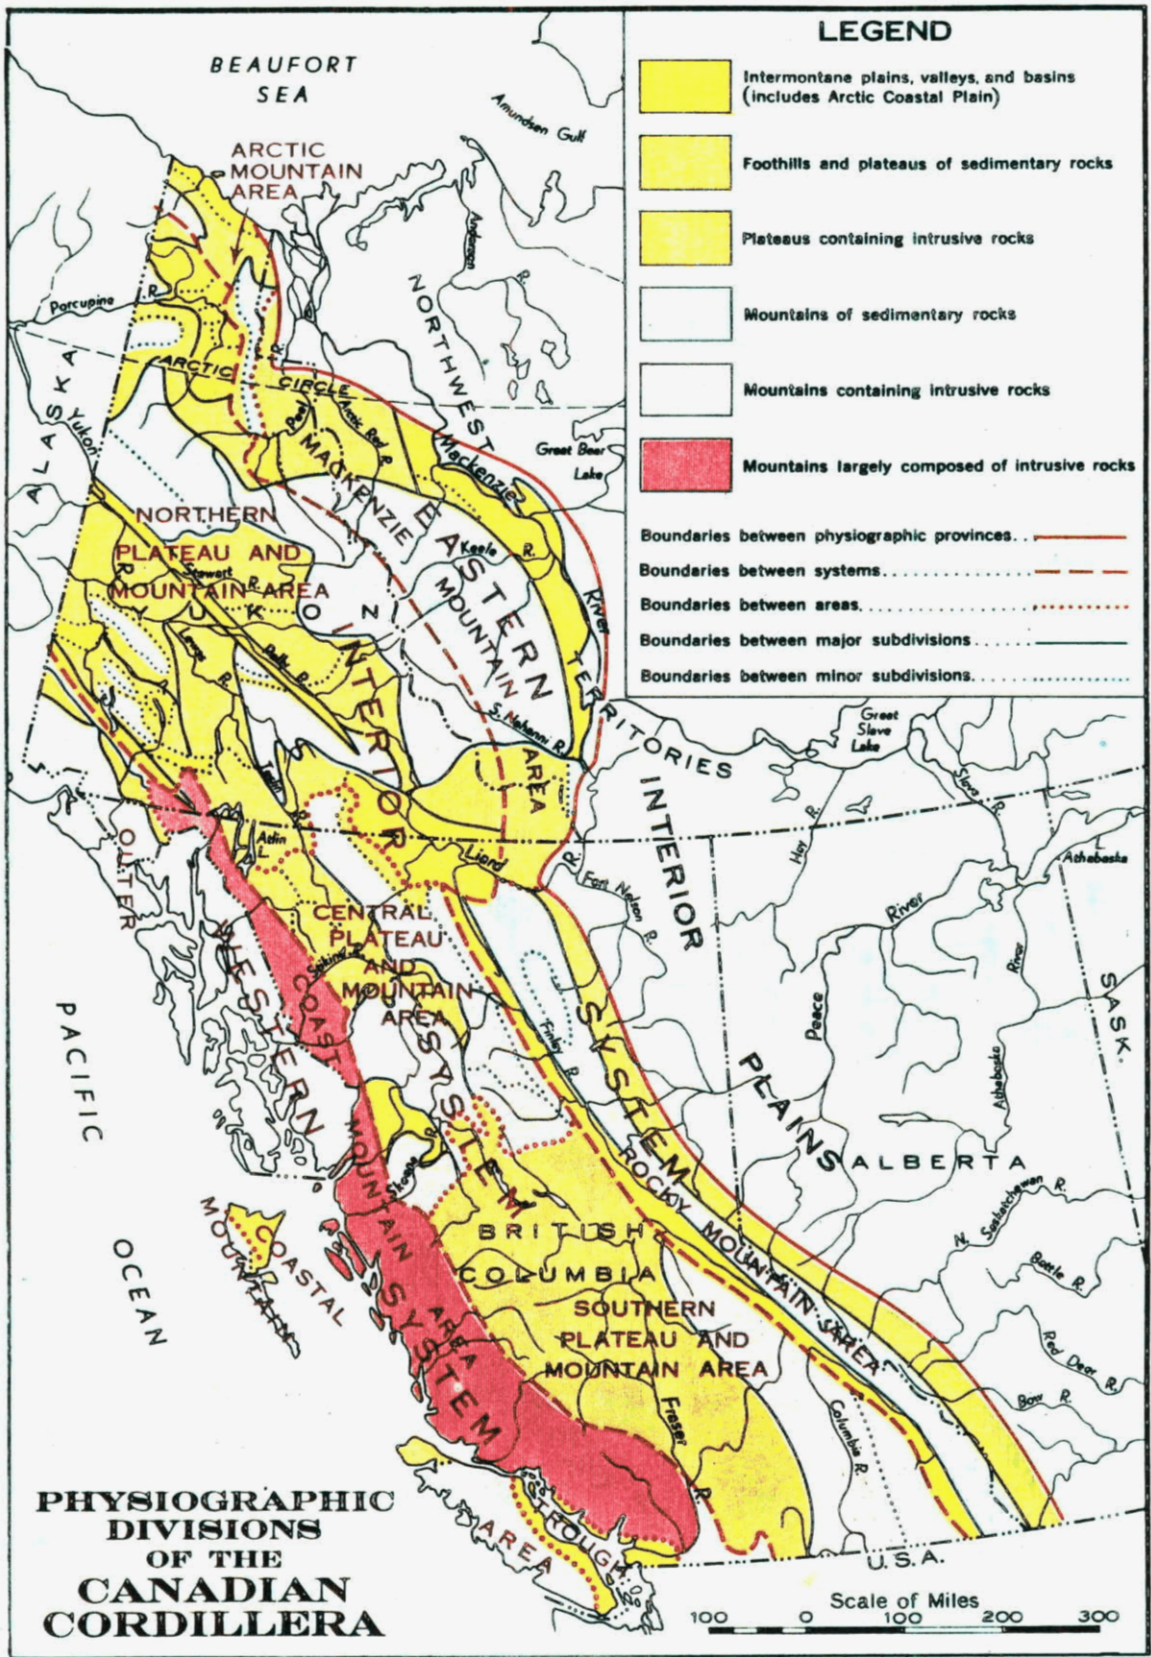 BEAUFORT
SEA
Amundsen Gulf
ARCTIC
MOUNTAIN
AREA
LEGEND
Intermontane plains, valleys, and basins
(includes Arctic Coastal Plain)
Foothills and plateaus of sedimentary rocks
Plateaus containing intrusive rocks
Mountains of sedimentary rocks
Mountains containing intrusive rocks
Mountains largely composed of intrusive rocks
Boundaries between physiographic provinces
Boundaries between systems
Boundaries between areas
Boundaries between major subdivisions
Boundaries between minor subdivisions
Anderson R.
Porcupine R.
NORTHWEST TERRITORIES
ARCTIC CIRCLE
ALASKA
Yukon
R.
Peel
Arctic Red R.
Great Bear
Lake
Mackenzie River
MACKENZIE MOUNTAIN AREA
EASTERN SYSTEM
Keele R.
NORTHERN
PLATEAU AND
MOUNTAIN AREA
Stewart R.
YUKON
R.
Lewes R.
Pelly R.
INTERIOR SYSTEM
S. Nahanni R.
Great
Slave
Lake
Slave R.
Teslin
Atlin
L.
Liard R.
Hay R.
L.
Athabaska
INTERIOR PLAINS
OUTER
Fort Nelson R.
CENTRAL
PLATEAU
AND
MOUNTAIN
AREA
Stikine R.
WESTERN SYSTEM
COAST MOUNTAIN AREA
Peace River
Athabaska River
SASK.
Finlay R.
PACIFIC OCEAN
Skeena R.
ALBERTA
ROCKY MOUNTAIN AREA
N. Saskatchewan R.
Battle R.
Red Deer R.
Bow R.
MOUNTAIN
COASTAL
BRITISH
COLUMBIA
SOUTHERN
PLATEAU AND
MOUNTAIN AREA
Fraser R.
Columbia R.
TROUGH
AREA
U.S.A.
PHYSIOGRAPHIC
DIVISIONS
OF THE
CANADIAN
CORDILLERA
Scale of Miles
100 0 100 200 300